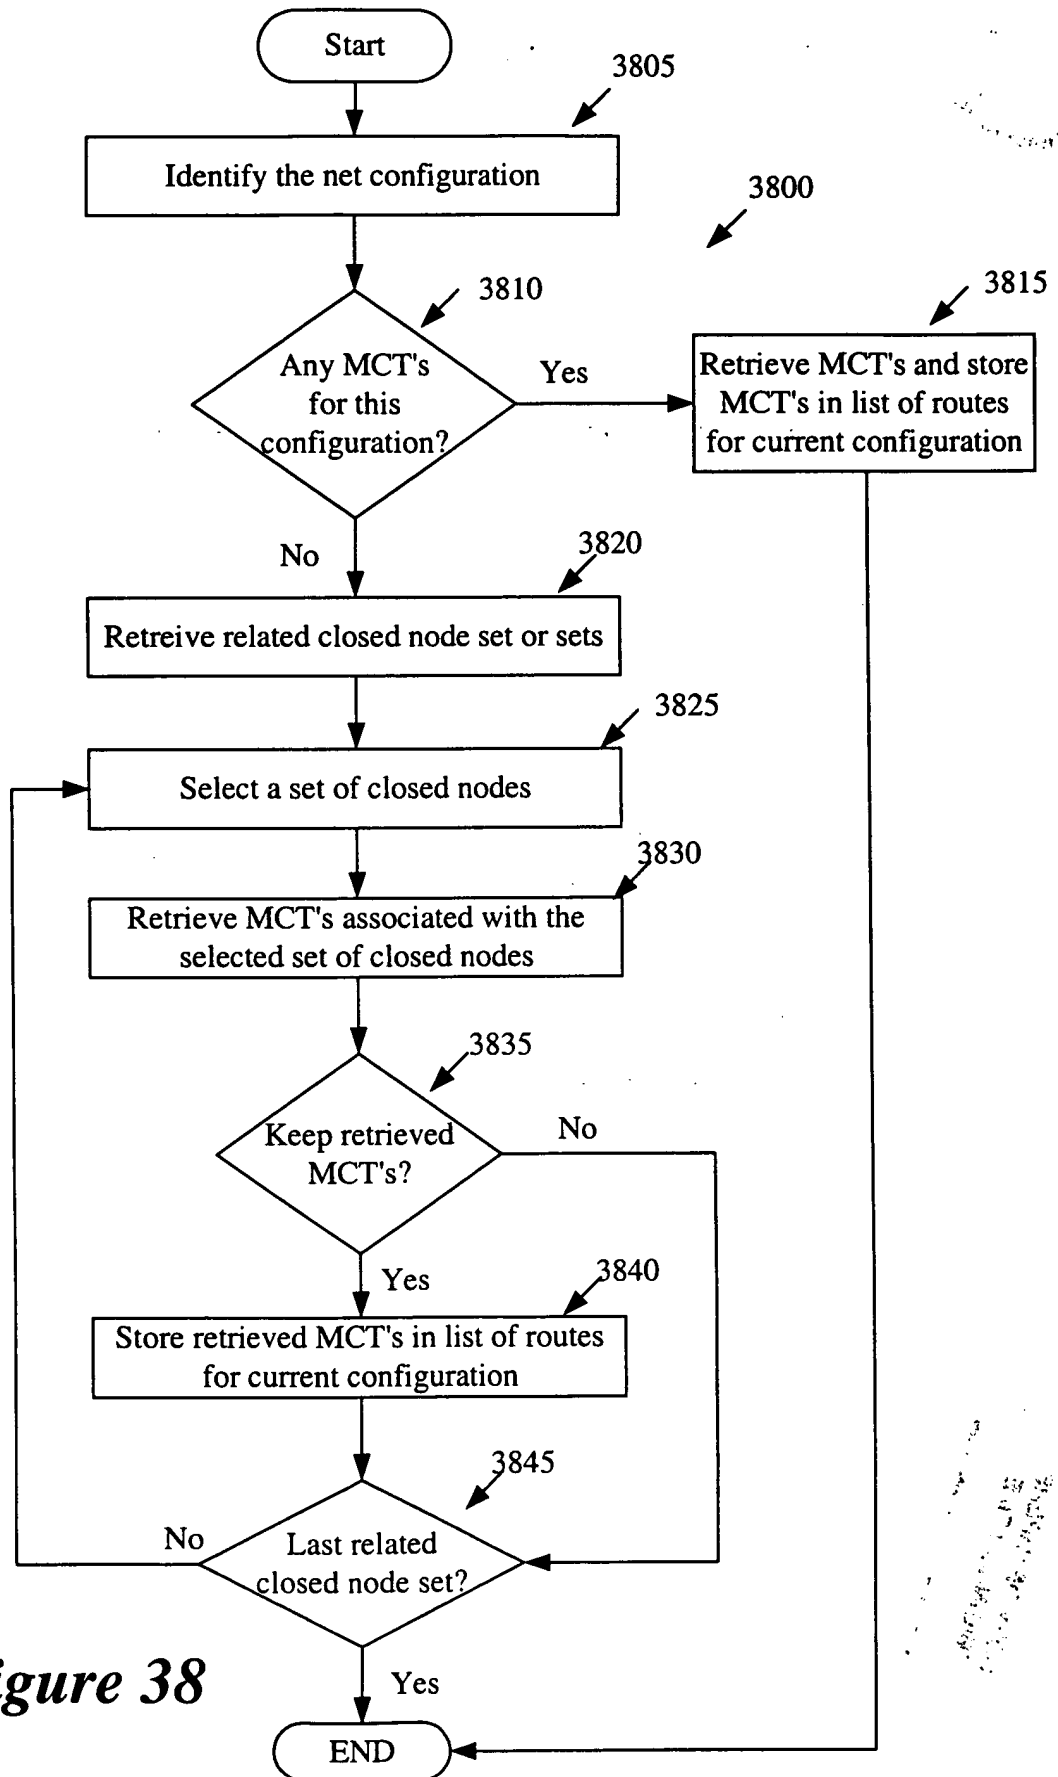 Start
3805
Identify the net configuration
3800
3810
3815
Any MCT's
for this
configuration?
Yes
Retrieve MCT's and store
MCT's in list of routes
for current configuration
No
3820
Retreive related closed node set or sets
3825
Select a set of closed nodes
3830
Retrieve MCT's associated with the
selected set of closed nodes
3835
Keep retrieved
MCT's?
No
Yes
3840
Store retrieved MCT's in list of routes
for current configuration
3845
No
Last related
closed node set?
Yes
igure 38
END